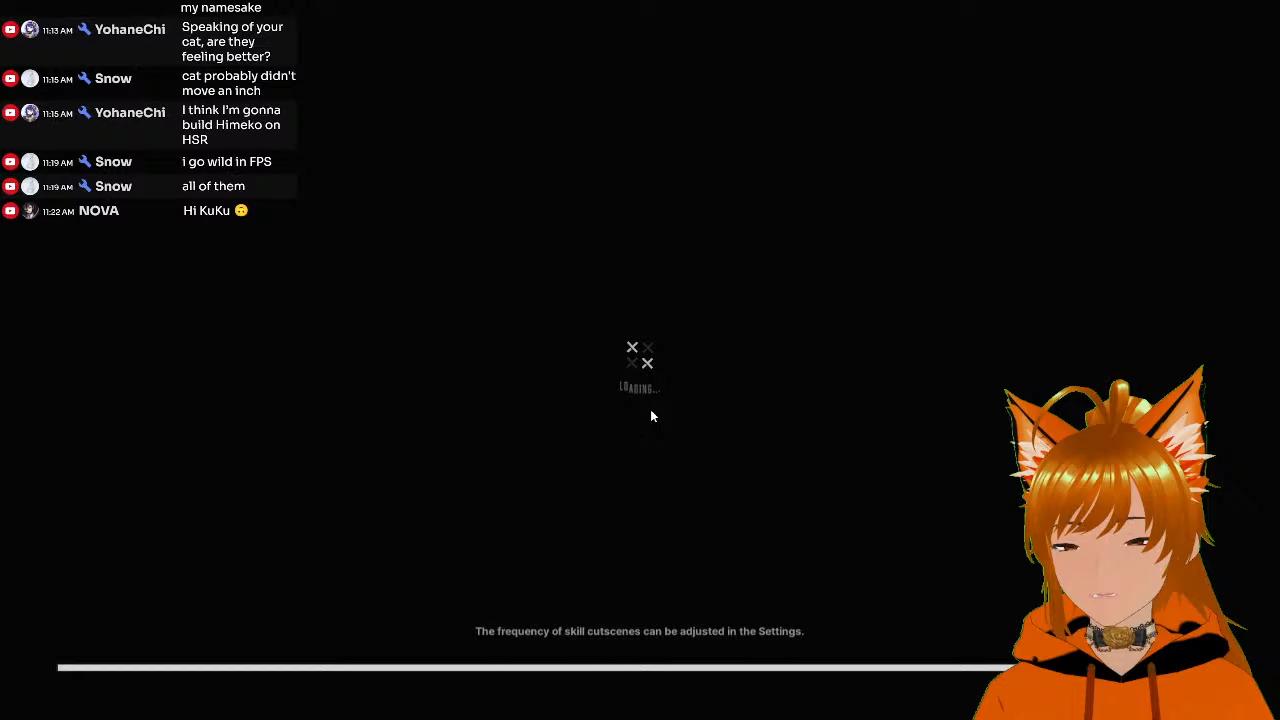 my namesake
11:13 AM YohaneChi Speaking of your
cat, are they
feeling better?
11:15 AM Snow cat probably didn't
move an inch
11:15 AM YohaneChi I think I'm gonna
build Himeko on
HSR
11:19 AM Snow i go wild in FPS
11:19 AM Snow all of them
11:22 AM NOVA Hi KuKu 🙃
LOADING...
The frequency of skill cutscenes can be adjusted in the Settings.